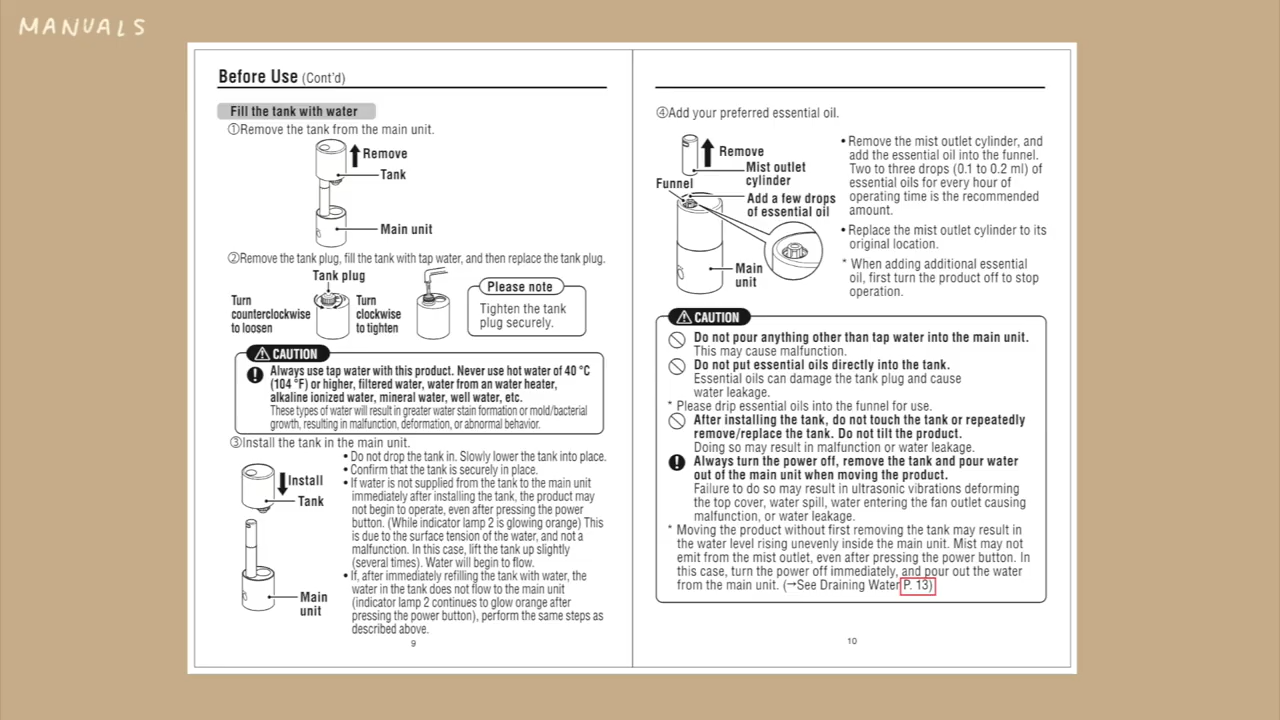 MANUALS
Before Use (Cont'd)
Fill the tank with water
①Remove the tank from the main unit.
Remove
Tank
Main unit
②Remove the tank plug, fill the tank with tap water, and then replace the tank plug.
Tank plug
Turn
counterclockwise
to loosen
Turn
clockwise
to tighten
Please note
Tighten the tank
plug securely.
CAUTION
Always use tap water with this product. Never use hot water of 40 °C
(104 °F) or higher, filtered water, water from an water heater,
alkaline ionized water, mineral water, well water, etc.
These types of water will result in greater water stain formation or mold/bacterial
growth, resulting in malfunction, deformation, or abnormal behavior.
③Install the tank in the main unit.
Install
Tank
Main
unit
• Do not drop the tank in. Slowly lower the tank into place.
• Confirm that the tank is securely in place.
• If water is not supplied from the tank to the main unit
immediately after installing the tank, the product may
not begin to operate, even after pressing the power
button. (While indicator lamp 2 is glowing orange) This
is due to the surface tension of the water, and not a
malfunction. In this case, lift the tank up slightly
(several times). Water will begin to flow.
• If, after immediately refilling the tank with water, the
water in the tank does not flow to the main unit
(indicator lamp 2 continues to glow orange after
pressing the power button), perform the same steps as
described above.
9
④Add your preferred essential oil.
Remove
Mist outlet
cylinder
Funnel
Add a few drops
of essential oil
Main
unit
• Remove the mist outlet cylinder, and
add the essential oil into the funnel.
Two to three drops (0.1 to 0.2 ml) of
essential oils for every hour of
operating time is the recommended
amount.
• Replace the mist outlet cylinder to its
original location.
* When adding additional essential
oil, first turn the product off to stop
operation.
CAUTION
Do not pour anything other than tap water into the main unit.
This may cause malfunction.
Do not put essential oils directly into the tank.
Essential oils can damage the tank plug and cause
water leakage.
* Please drip essential oils into the funnel for use.
After installing the tank, do not touch the tank or repeatedly
remove/replace the tank. Do not tilt the product.
Doing so may result in malfunction or water leakage.
Always turn the power off, remove the tank and pour water
out of the main unit when moving the product.
Failure to do so may result in ultrasonic vibrations deforming
the top cover, water spill, water entering the fan outlet causing
malfunction, or water leakage.
* Moving the product without first removing the tank may result in
the water level rising unevenly inside the main unit. Mist may not
emit from the mist outlet, even after pressing the power button. In
this case, turn the power off immediately, and pour out the water
from the main unit. (→See Draining Water P. 13)
10